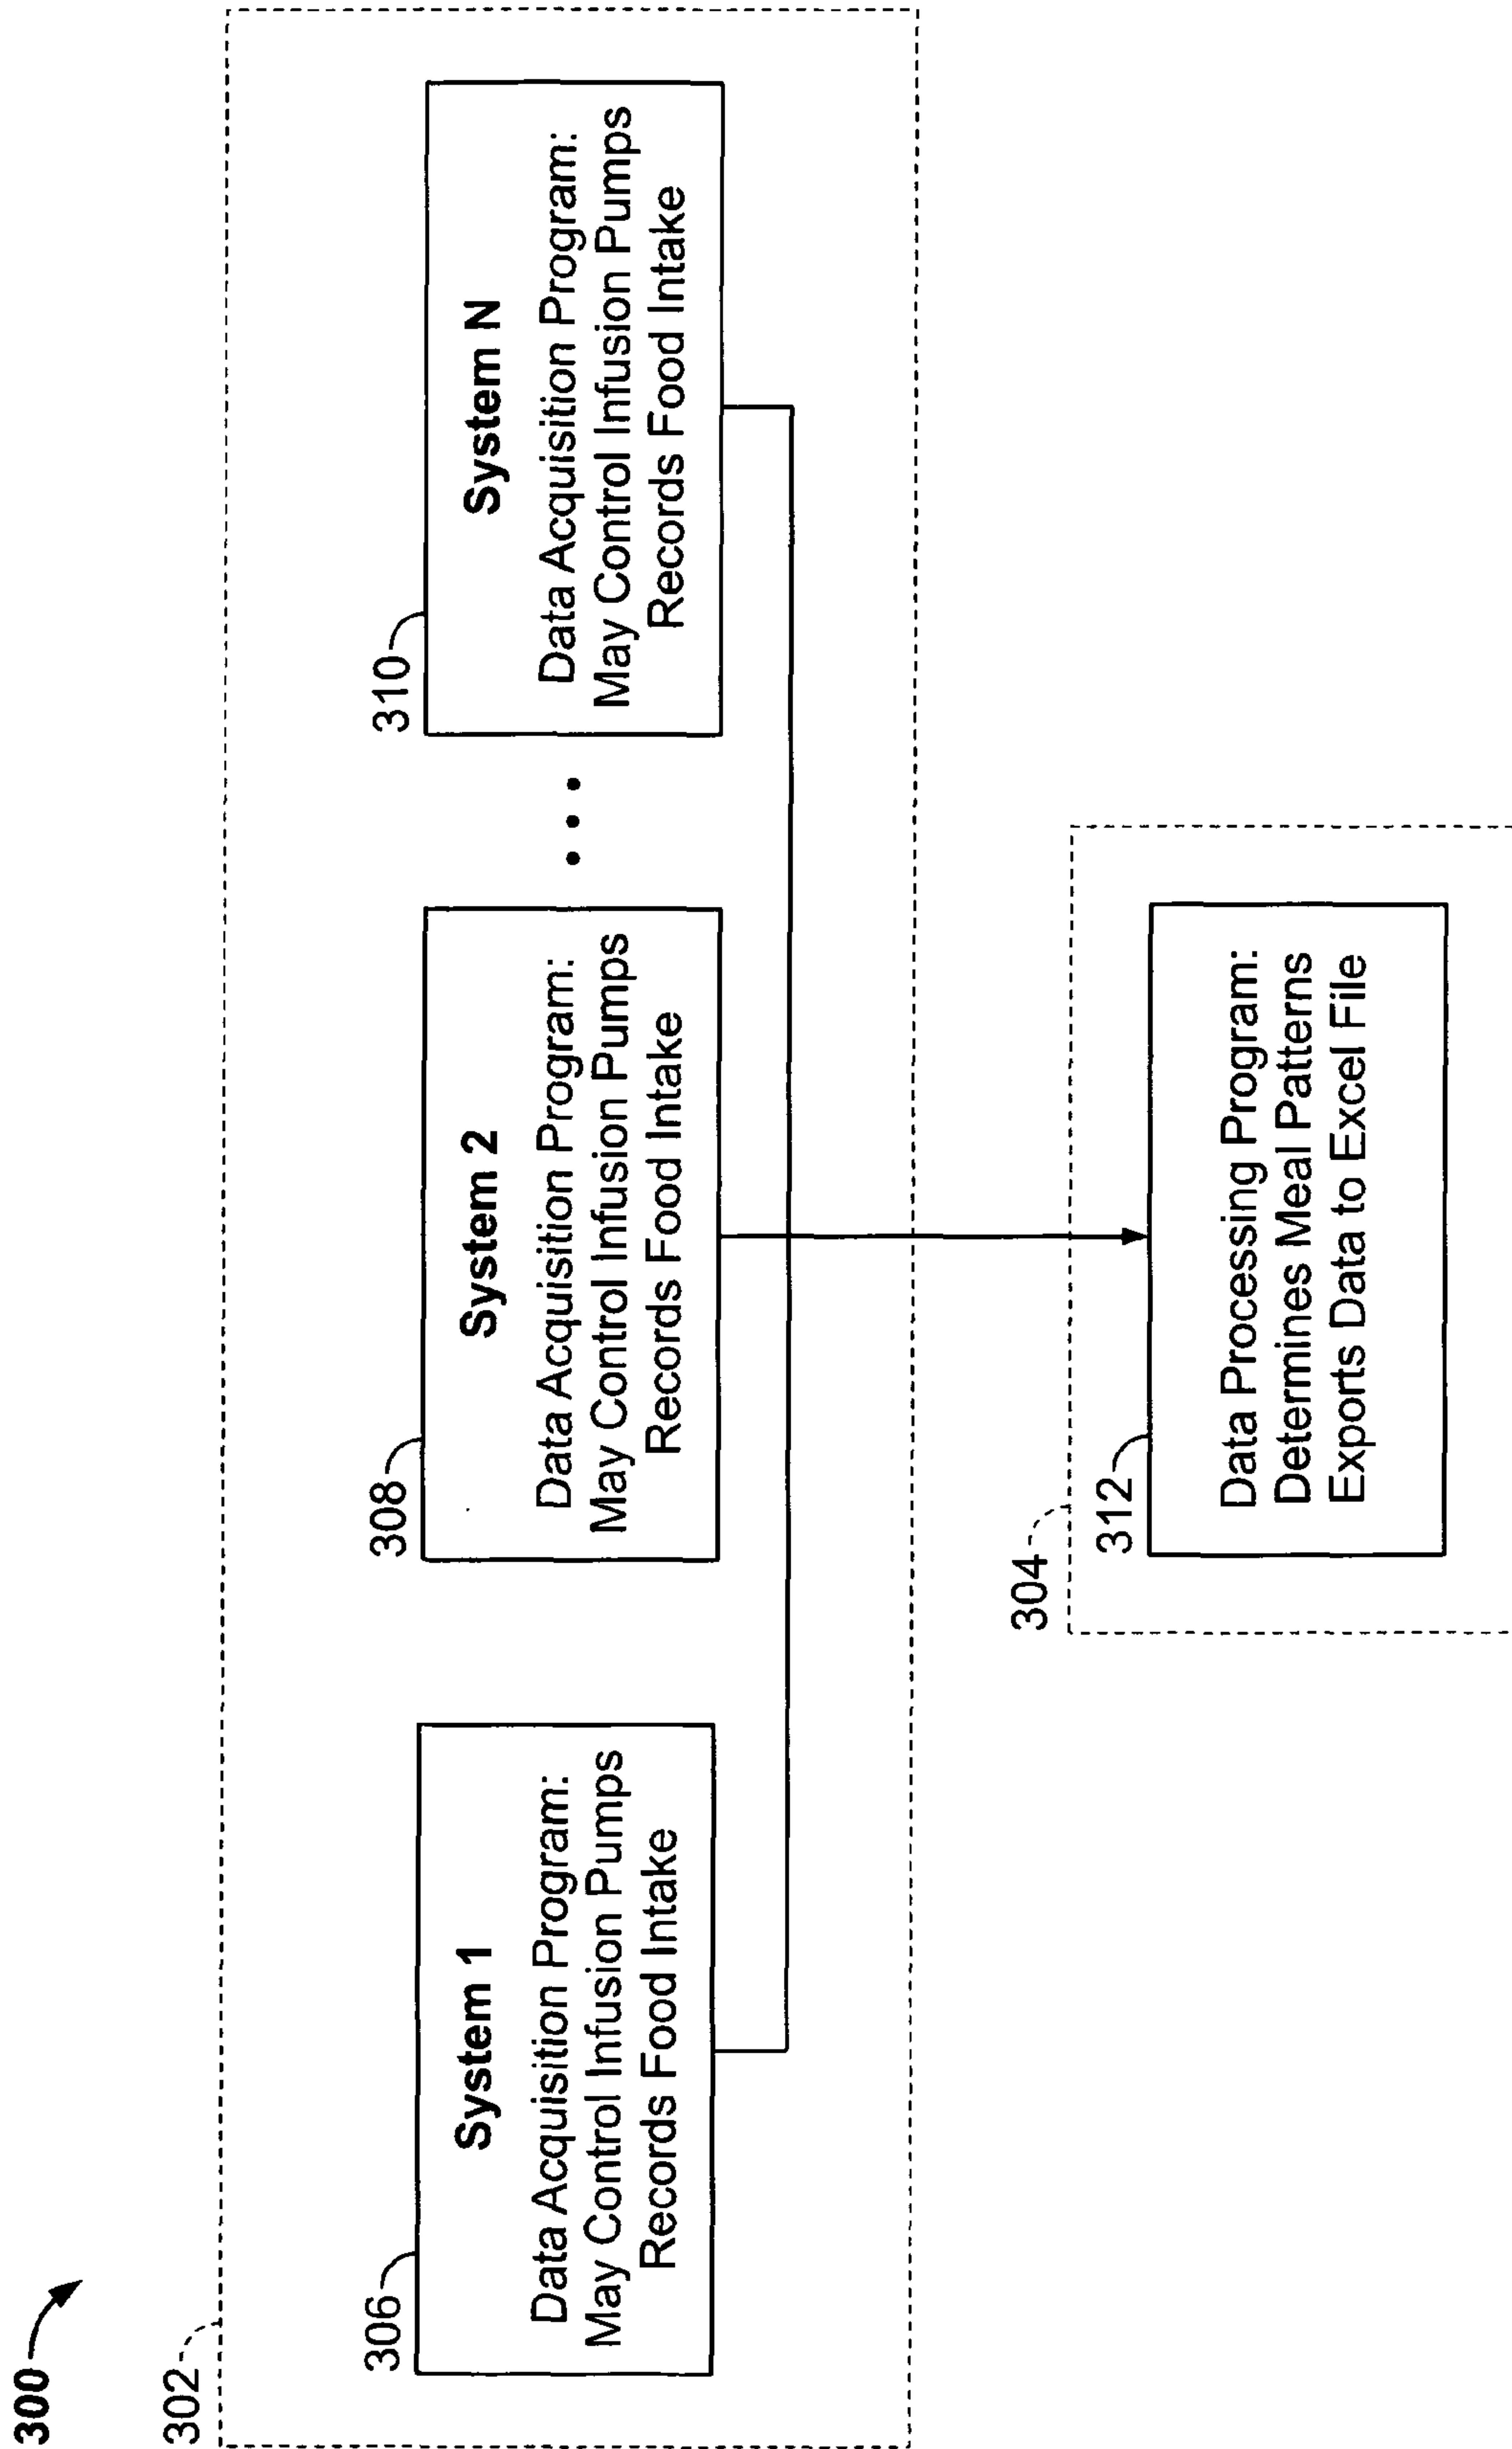 300
302
306
System 1
Data Acquisition Program:
May Control Infusion Pumps
Records Food Intake
308
System 2
Data Acquisition Program:
May Control Infusion Pumps
Records Food Intake
• • •
310
System N
Data Acquisition Program:
May Control Infusion Pumps
Records Food Intake
304
312
Data Processing Program:
Determines Meal Patterns
Exports Data to Excel File